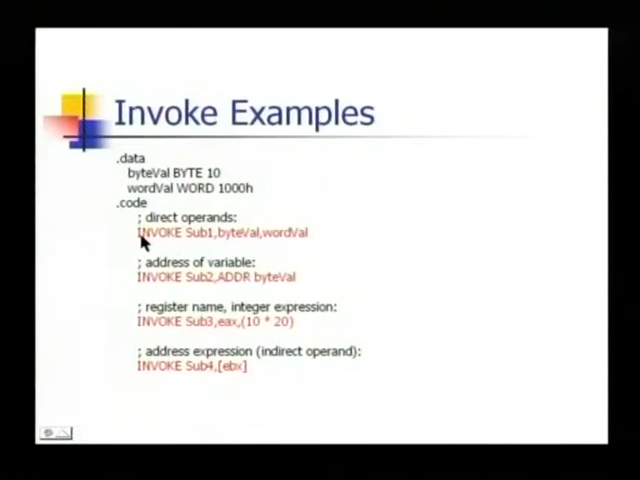 Invoke Examples
.data
byteVal BYTE 10
wordVal WORD 1000h
.code
; direct operands:
INVOKE Sub1,byteVal,wordVal
; address of variable:
INVOKE Sub2,ADDR byteVal
; register name, integer expression:
INVOKE Sub3,eax,(10 * 20)
; address expression (indirect operand):
INVOKE Sub4,[ebx]